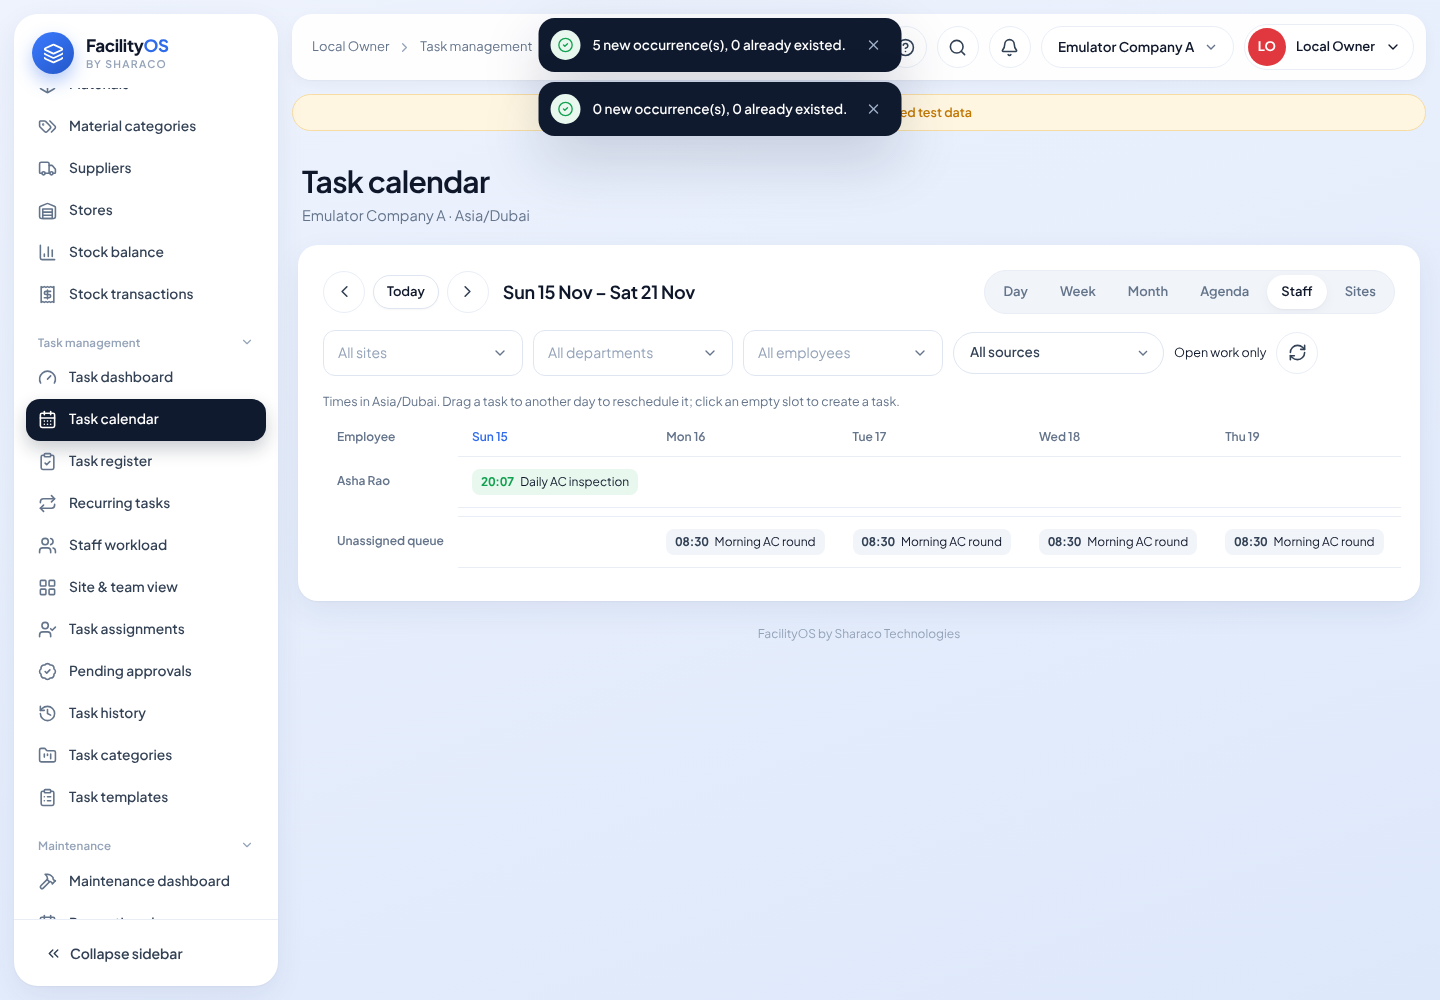 FacilityOS
BY SHARACO
Materials
Material categories
Suppliers
Stores
Stock balance
Stock transactions
Task management
Task dashboard
Task calendar
Task register
Recurring tasks
Staff workload
Site & team view
Task assignments
Pending approvals
Task history
Task categories
Task templates
Maintenance
Maintenance dashboard
Collapse sidebar
Local Owner
Task management
5 new occurrence(s), 0 already existed.
0 new occurrence(s), 0 already existed.
Emulator Company A
LO
Local Owner
ed test data
Task calendar
Emulator Company A · Asia/Dubai
Today
Sun 15 Nov – Sat 21 Nov
Day Week Month Agenda Staff Sites
All sites
All departments
All employees
All sources
Open work only
Times in Asia/Dubai. Drag a task to another day to reschedule it; click an empty slot to create a task.
Employee Sun 15 Mon 16 Tue 17 Wed 18 Thu 19
Asha Rao 20:07 Daily AC inspection
Unassigned queue 08:30 Morning AC round 08:30 Morning AC round 08:30 Morning AC round 08:30 Morning AC round
FacilityOS by Sharaco Technologies